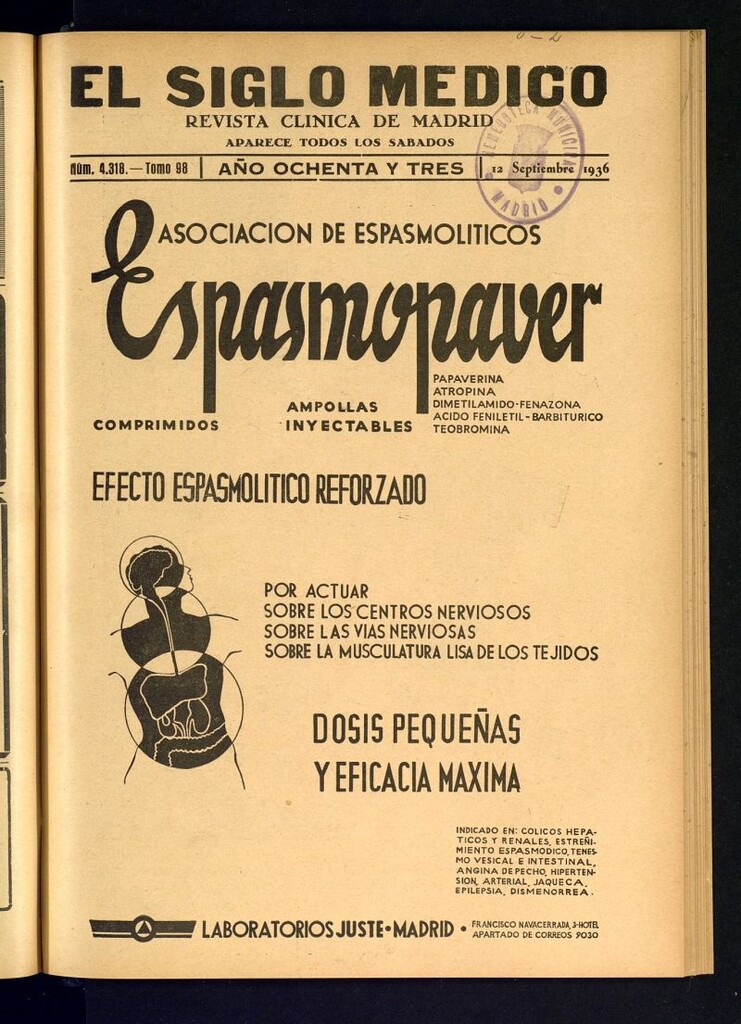 EL SIGLO MEDICO
REVISTA CLINICA DE MADRID
APARECE TODOS LOS SABADOS
Núm. 4.318.—Tomo 98 | AÑO OCHENTA Y TRES | 12 Septiembre 1936
HEMEROTECA MUNICIPAL
MADRID
ASOCIACION DE ESPASMOLITICOS
Espasmopaver
PAPAVERINA
ATROPINA
DIMETILAMIDO-FENAZONA
ACIDO FENILETIL-BARBITURICO
TEOBROMINA
COMPRIMIDOS
AMPOLLAS
INYECTABLES
EFECTO ESPASMOLITICO REFORZADO
POR ACTUAR
SOBRE LOS CENTROS NERVIOSOS
SOBRE LAS VIAS NERVIOSAS
SOBRE LA MUSCULATURA LISA DE LOS TEJIDOS
DOSIS PEQUEÑAS
Y EFICACIA MAXIMA
INDICADO EN: COLICOS HEPA-
TICOS Y RENALES, ESTREÑI-
MIENTO ESPASMODICO, TENES-
MO VESICAL E INTESTINAL,
ANGINA DE PECHO, HIPERTEN-
SION, ARTERIAL, JAQUECA,
EPILEPSIA, DISMENORREA.
LABORATORIOS JUSTE•MADRID •
FRANCISCO NAVACERRADA, 3-HOTEL
APARTADO DE CORREOS 9030